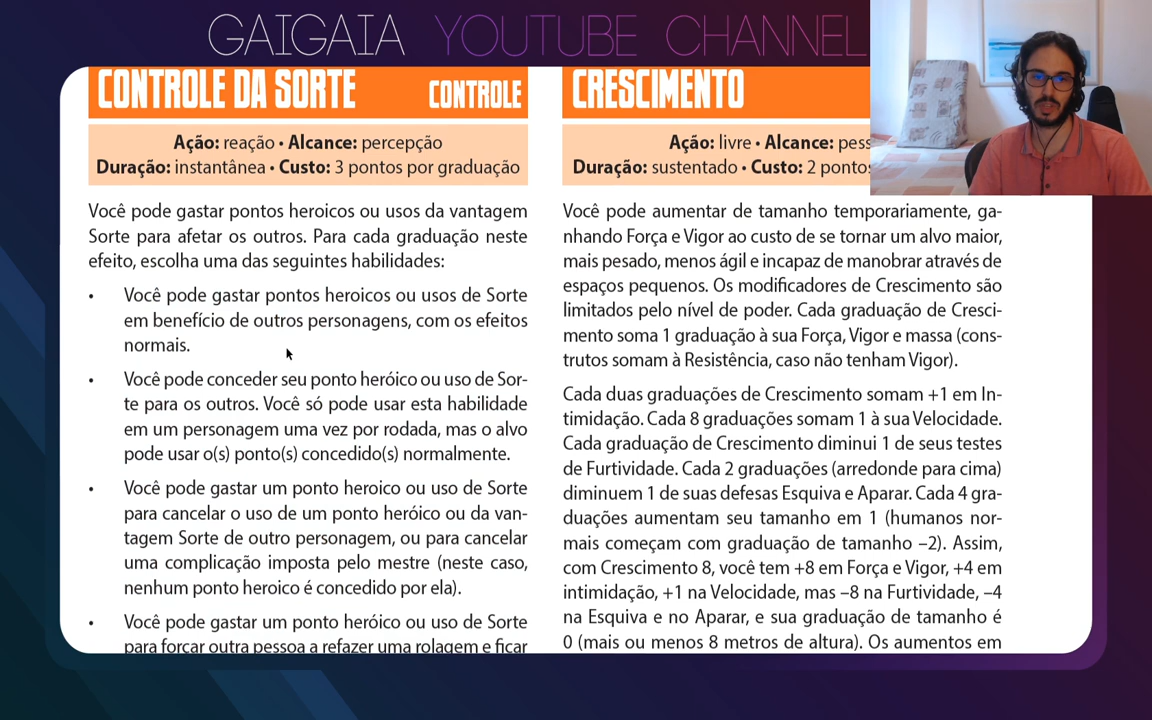 GAIGAIA YOUTUBE CHANNEL
CONTROLE DA SORTE CONTROLE
Ação: reação • Alcance: percepção
Duração: instantânea • Custo: 3 pontos por graduação
Você pode gastar pontos heroicos ou usos da vantagem
Sorte para afetar os outros. Para cada graduação neste
efeito, escolha uma das seguintes habilidades:
• Você pode gastar pontos heroicos ou usos de Sorte
em benefício de outros personagens, com os efeitos
normais.
• Você pode conceder seu ponto heróico ou uso de Sor-
te para os outros. Você só pode usar esta habilidade
em um personagem uma vez por rodada, mas o alvo
pode usar o(s) ponto(s) concedido(s) normalmente.
• Você pode gastar um ponto heroico ou uso de Sorte
para cancelar o uso de um ponto heróico ou da van-
tagem Sorte de outro personagem, ou para cancelar
uma complicação imposta pelo mestre (neste caso,
nenhum ponto heroico é concedido por ela).
• Você pode gastar um ponto heróico ou uso de Sorte
para forçar outra pessoa a refazer uma rolagem e ficar
CRESCIMENTO
Ação: livre • Alcance: pess
Duração: sustentado • Custo: 2 pontos
Você pode aumentar de tamanho temporariamente, ga-
nhando Força e Vigor ao custo de se tornar um alvo maior,
mais pesado, menos ágil e incapaz de manobrar através de
espaços pequenos. Os modificadores de Crescimento são
limitados pelo nível de poder. Cada graduação de Cresci-
mento soma 1 graduação à sua Força, Vigor e massa (cons-
trutos somam à Resistência, caso não tenham Vigor).
Cada duas graduações de Crescimento somam +1 em In-
timidação. Cada 8 graduações somam 1 à sua Velocidade.
Cada graduação de Crescimento diminui 1 de seus testes
de Furtividade. Cada 2 graduações (arredonde para cima)
diminuem 1 de suas defesas Esquiva e Aparar. Cada 4 gra-
duações aumentam seu tamanho em 1 (humanos nor-
mais começam com graduação de tamanho –2). Assim,
com Crescimento 8, você tem +8 em Força e Vigor, +4 em
intimidação, +1 na Velocidade, mas –8 na Furtividade, –4
na Esquiva e no Aparar, e sua graduação de tamanho é
0 (mais ou menos 8 metros de altura). Os aumentos em